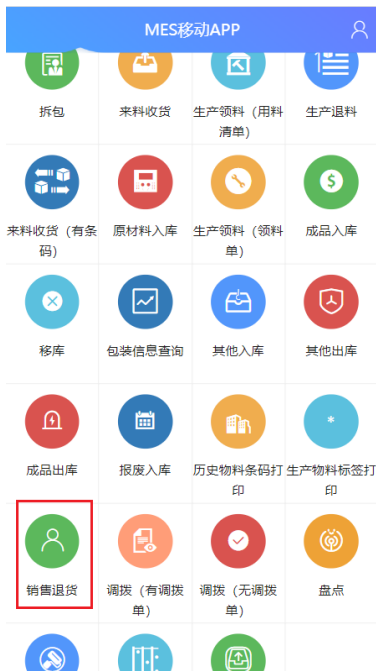 MES移动APP
拆包
来料收货
生产领料（用料
清单）
生产退料
来料收货（有条
码）
原材料入库
生产领料（领料
单）
成品入库
移库
包装信息查询
其他入库
其他出库
成品出库
报废入库
历史物料条码打
印
生产物料标签打
印
销售退货
调拨（有调拨
单）
调拨（无调拨
单）
盘点